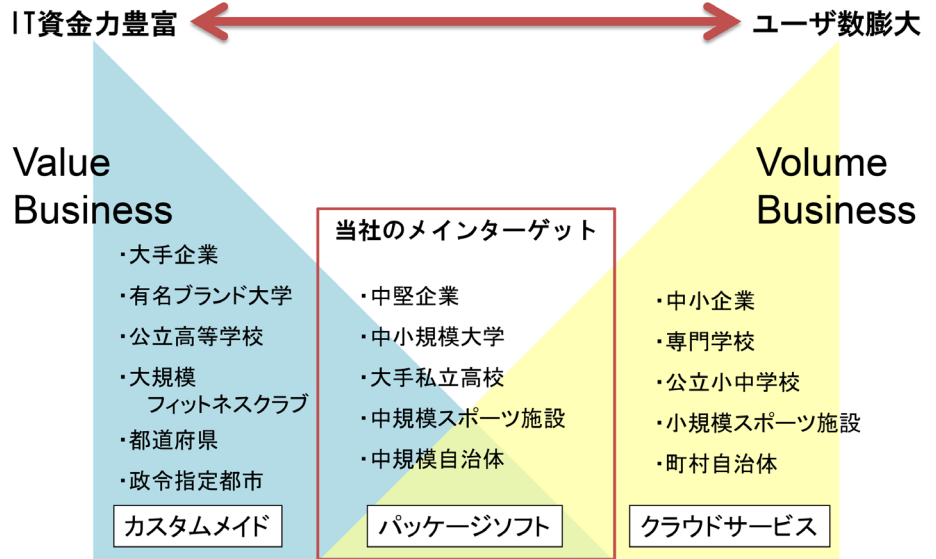 IT資金力豊富
ユーザ数膨大
Value
Business
・大手企業
・有名ブランド大学
・公立高等学校
・大規模
フィットネスクラブ
・都道府県
・政令指定都市
カスタムメイド
当社のメインターゲット
・中堅企業
・中小規模大学
・大手私立高校
・中規模スポーツ施設
・中規模自治体
パッケージソフト
Volume
Business
・中小企業
・専門学校
・公立小中学校
・小規模スポーツ施設
・町村自治体
クラウドサービス